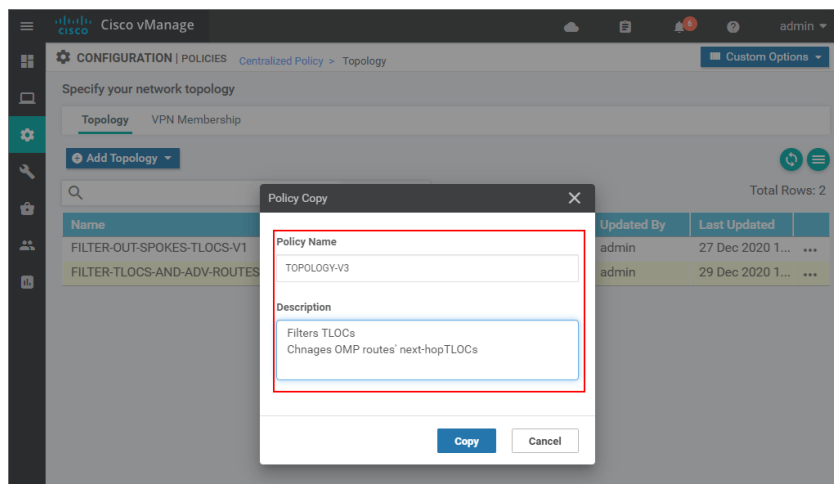 cisco Cisco vManage 6 admin
CONFIGURATION | POLICIES Centralized Policy > Topology Custom Options
Specify your network topology
Topology VPN Membership
Add Topology
Total Rows: 2
Policy Copy
Name Updated By Last Updated
Policy Name
FILTER-OUT-SPOKES-TLOCS-V1 admin 27 Dec 2020 1... ...
TOPOLOGY-V3
FILTER-TLOCS-AND-ADV-ROUTES admin 29 Dec 2020 1... ...
Description
Filters TLOCs
Chnages OMP routes' next-hopTLOCs
Copy Cancel